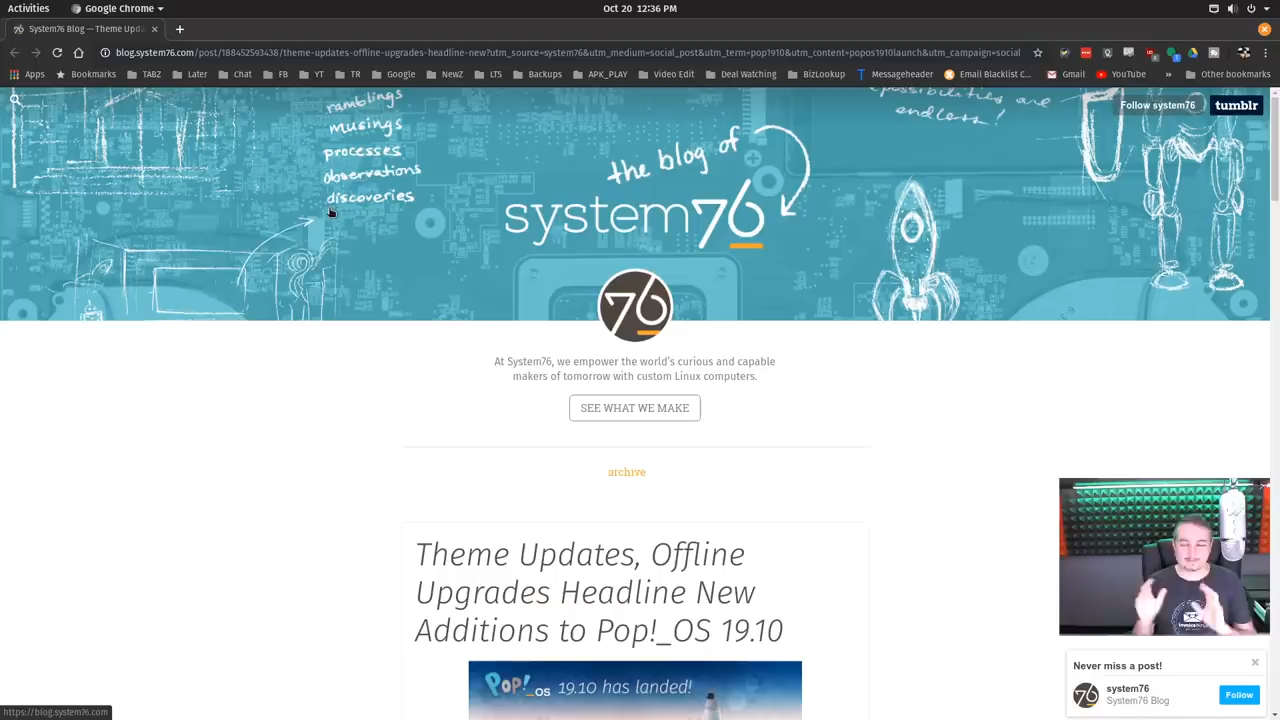 Activities
Google Chrome
Oct 20 12:36 PM
System76 Blog — Theme Upda
blog.system76.com/post/188452593438/theme-updates-offline-upgrades-headline-new?utm_source=system76&utm_medium=social_post&utm_term=pop1910&utm_content=popos1910launch&utm_campaign=social
Apps Bookmarks TABZ Later Chat FB YT TR Google NewZ LTS Backups APK_PLAY Video Edit Deal Watching BizLookup Messageheader Email Blacklist C... Gmail YouTube » Other bookmarks
ramblings
musings
processes
observations
discoveries
possibilities are
endless!
Follow system76
tumblr
the blog of
system76
76
At System76, we empower the world's curious and capable
makers of tomorrow with custom Linux computers.
SEE WHAT WE MAKE
archive
Theme Updates, Offline
Upgrades Headline New
Additions to Pop!_OS 19.10
Pop!_OS 19.10 has landed!
Never miss a post!
76
system76
System76 Blog
Follow
https://blog.system76.com